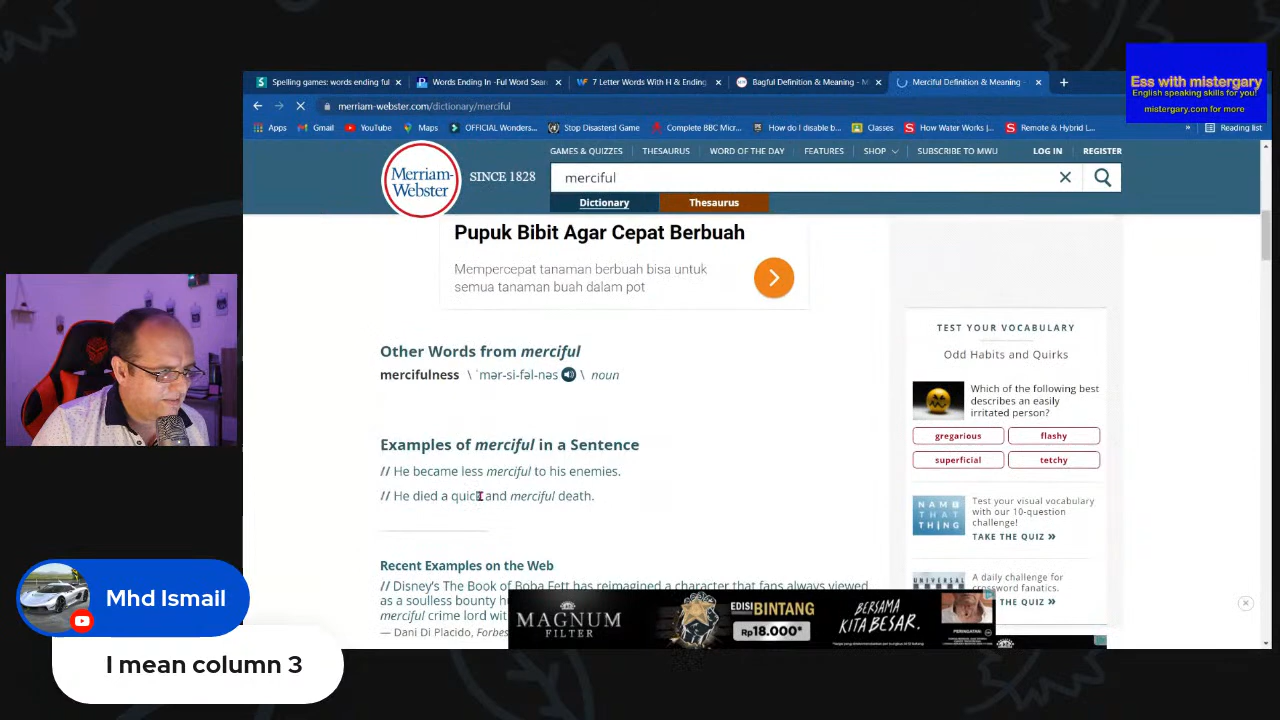 Spelling games: words ending ful
Words Ending In -Ful Word Sear
7 Letter Words With H & Ending
Bagful Definition & Meaning - M
Merciful Definition & Meaning -
Ess with mistergary
English speaking skills for you!
mistergary.com for more
merriam-webster.com/dictionary/merciful
Apps
Gmail
YouTube
Maps
OFFICIAL Wonders...
Stop Disasters! Game
Complete BBC Micr...
How do I disable b...
Classes
How Water Works |...
Remote & Hybrid L...
»
Reading list
GAMES & QUIZZES
THESAURUS
WORD OF THE DAY
FEATURES
SHOP
SUBSCRIBE TO MWU
LOG IN
REGISTER
Merriam-
Webster
SINCE 1828
merciful
Dictionary
Thesaurus
Pupuk Bibit Agar Cepat Berbuah
Mempercepat tanaman berbuah bisa untuk
semua tanaman buah dalam pot
Other Words from merciful
mercifulness \ ˈmər-si-fəl-nəs \ noun
Examples of merciful in a Sentence
// He became less merciful to his enemies.
// He died a quick and merciful death.
Recent Examples on the Web
// Disney's The Book of Boba Fett has reimagined a character that fans always viewed
as a soulless bounty
merciful crime lord
— Dani Di Placido, Forbes
TEST YOUR VOCABULARY
Odd Habits and Quirks
Which of the following best
describes an easily
irritated person?
gregarious
flashy
superficial
tetchy
NAME
THAT
THING
Test your visual vocabulary
with our 10-question
challenge!
TAKE THE QUIZ »
A daily challenge for
crossword fanatics.
THE QUIZ »
MAGNUM
FILTER
EDISI BINTANG
Rp18.000*
BERSAMA
KITA BESAR.
Mhd Ismail
I mean column 3